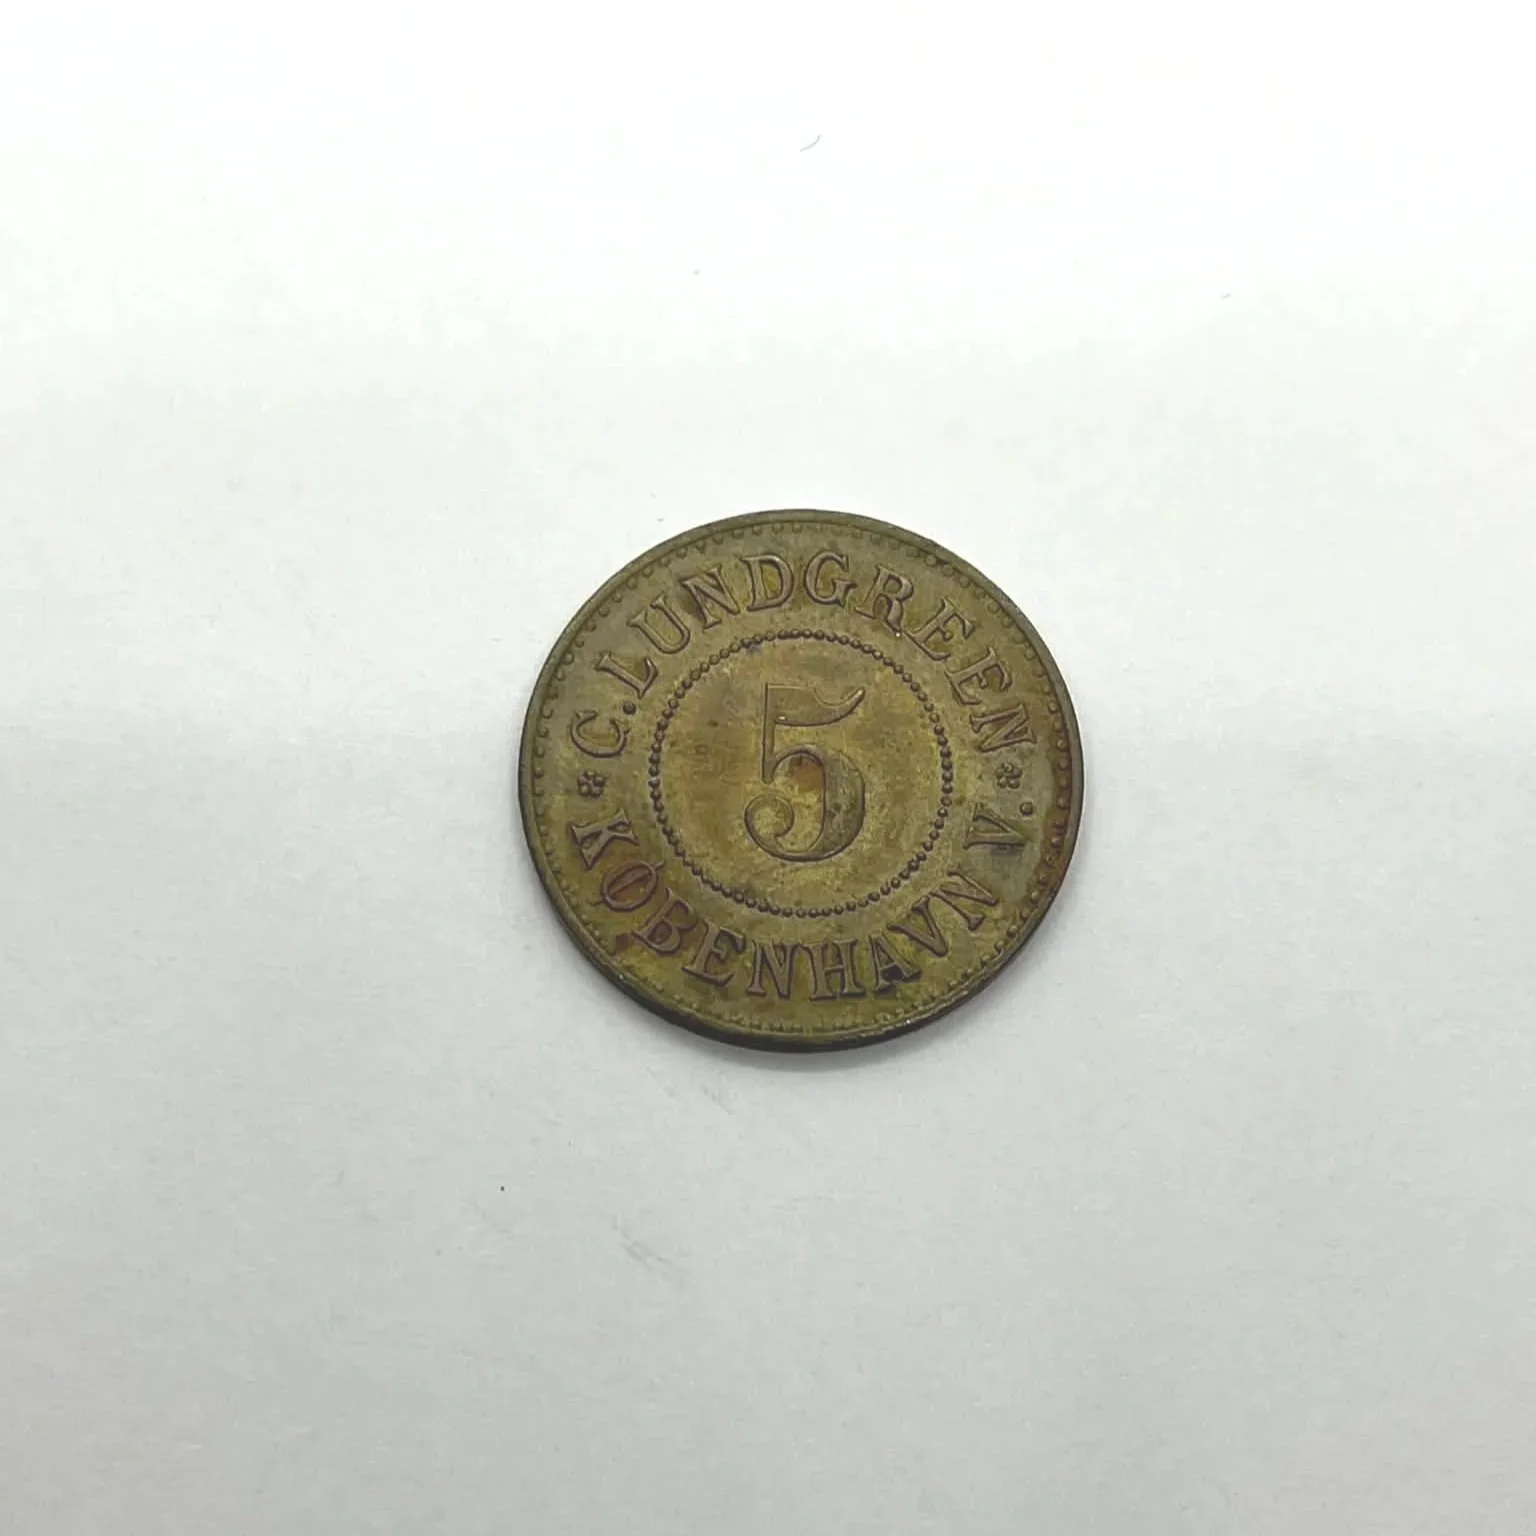 C. LUNDGREEN
5
KØBENHAVN V.